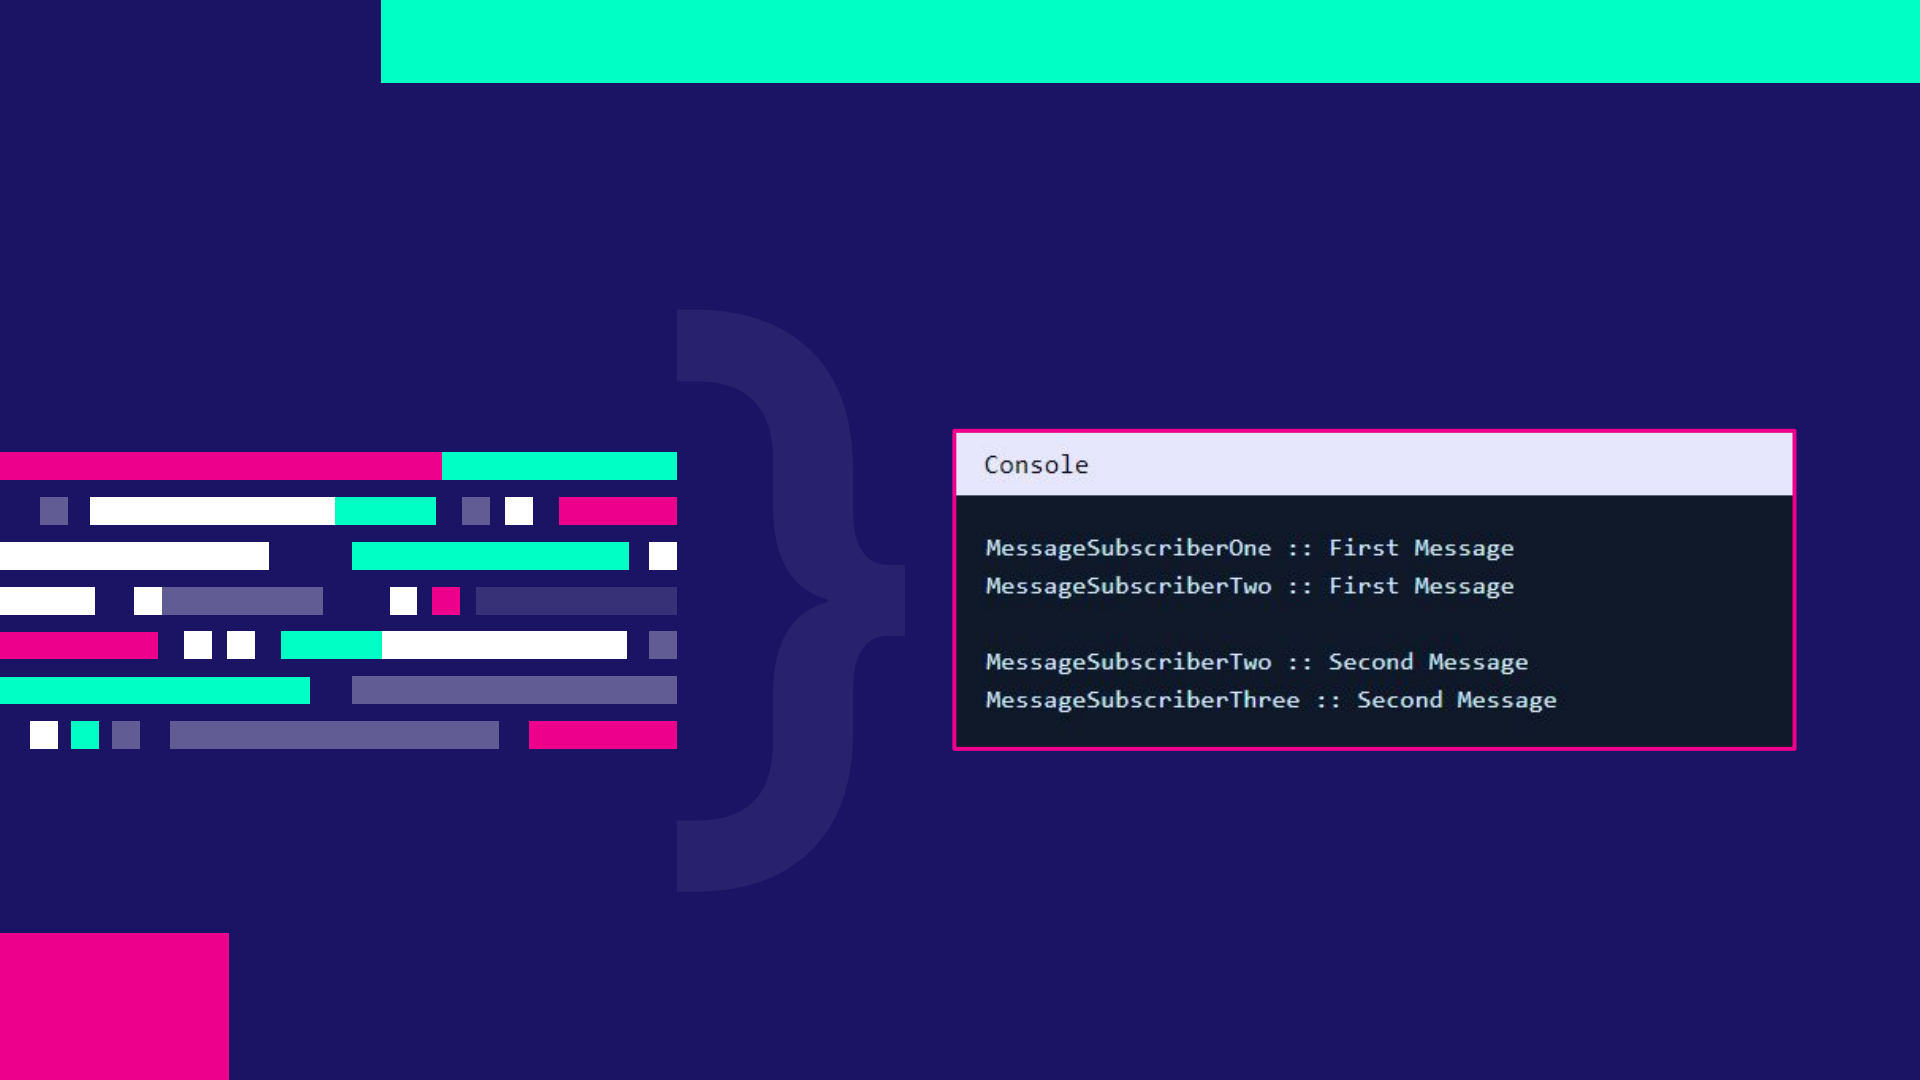 Console
MessageSubscriberOne :: First Message
MessageSubscriberTwo :: First Message
MessageSubscriberTwo :: Second Message
MessageSubscriberThree :: Second Message